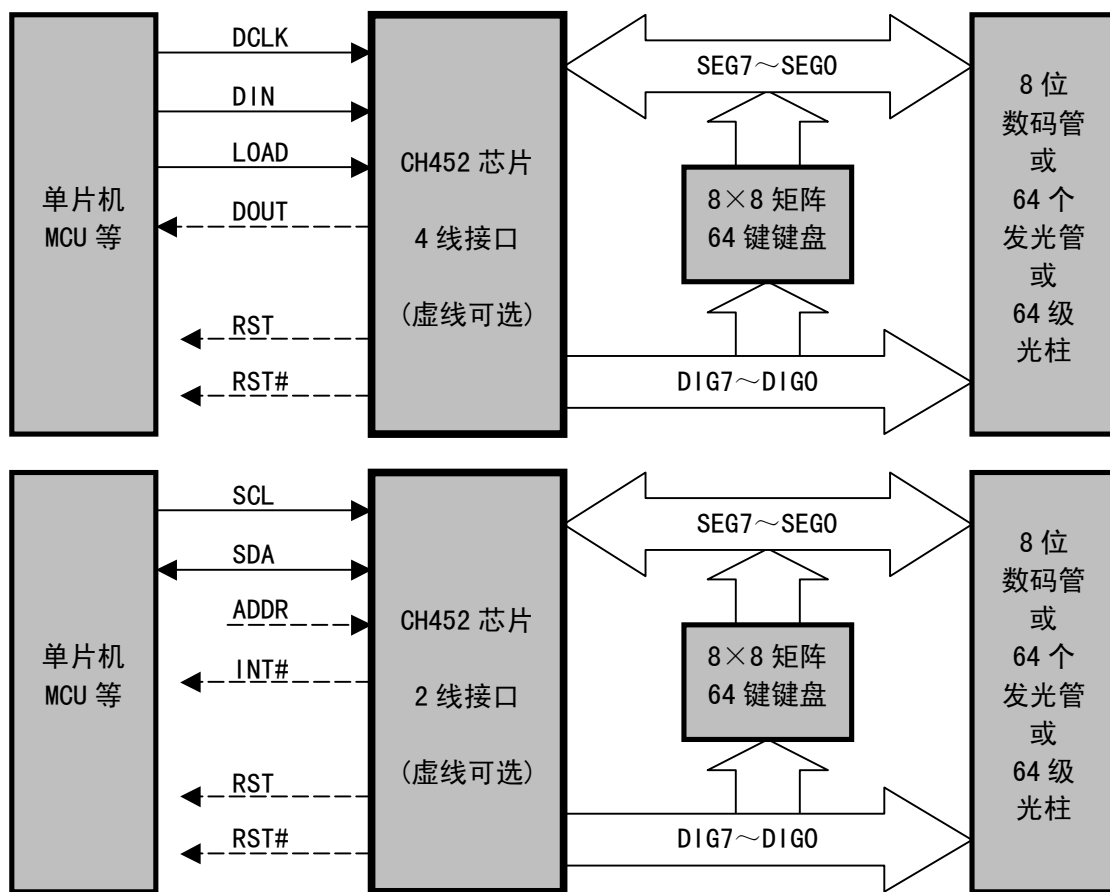 单片机
MCU 等
DCLK
DIN
LOAD
DOUT
RST
RST#
CH452 芯片
4 线接口
(虚线可选)
SEG7～SEG0
8×8 矩阵
64 键键盘
DIG7～DIG0
8 位
数码管
或
64 个
发光管
或
64 级
光柱
单片机
MCU 等
SCL
SDA
ADDR
INT#
RST
RST#
CH452 芯片
2 线接口
(虚线可选)
SEG7～SEG0
8×8 矩阵
64 键键盘
DIG7～DIG0
8 位
数码管
或
64 个
发光管
或
64 级
光柱